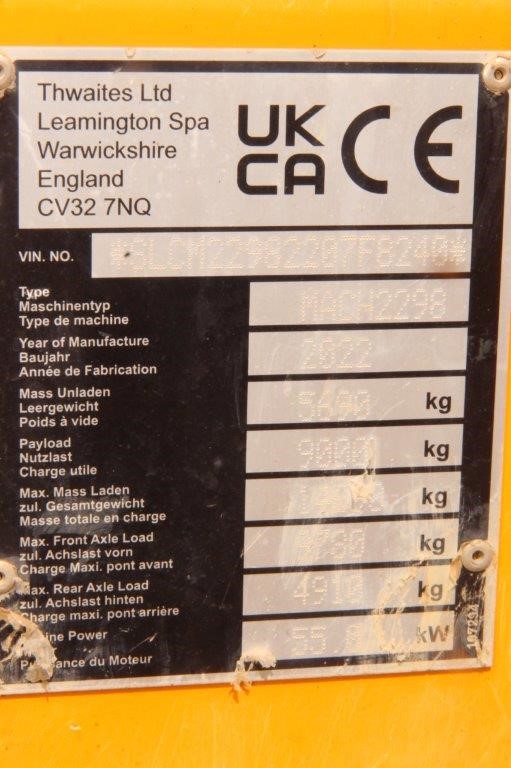 Thwaites Ltd
Leamington Spa
Warwickshire
England
CV32 7NQ
UK
CA
CE
VIN. NO.
Type MACH2298
Maschinentyp
Type de machine
Year of Manufacture 2022
Baujahr
Année de Fabrication
Mass Unladen kg
Leergewicht
Poids à vide
Payload 9000 kg
Nutzlast
Charge utile
Max. Mass Laden kg
zul. Gesamtgewicht
Masse totale en charge
Max. Front Axle Load kg
zul. Achslast vorn
Charge Maxi. pont avant
Max. Rear Axle Load 4910 kg
zul. Achslast hinten
Charge maxi. pont arrière
Power kW
du Moteur